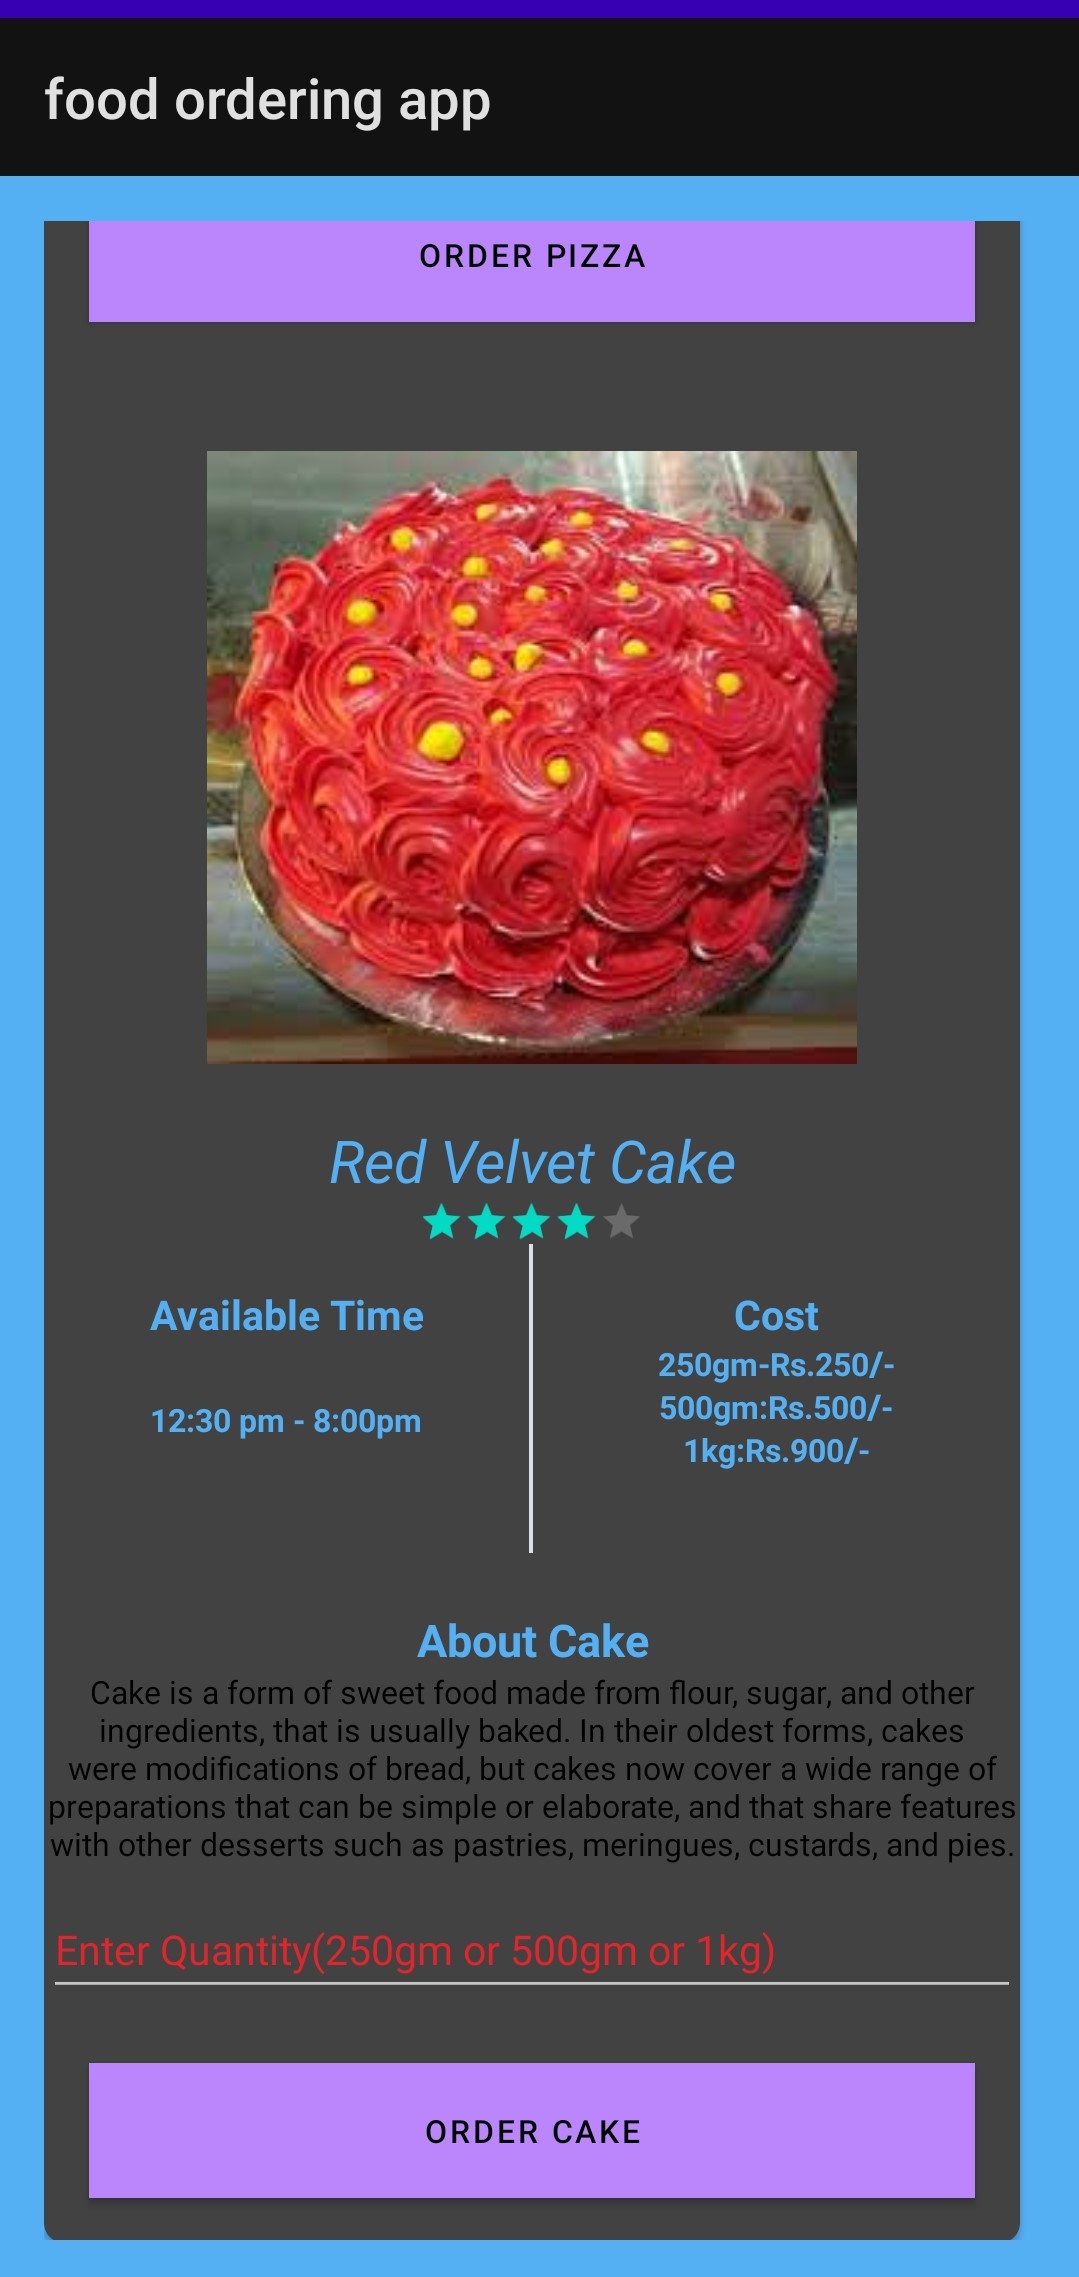 food ordering app
ORDER PIZZA
Red Velvet Cake
Available Time
12:30 pm - 8:00pm
Cost
250gm-Rs.250/-
500gm:Rs.500/-
1kg:Rs.900/-
About Cake
Cake is a form of sweet food made from flour, sugar, and other
ingredients, that is usually baked. In their oldest forms, cakes
were modifications of bread, but cakes now cover a wide range of
preparations that can be simple or elaborate, and that share features
with other desserts such as pastries, meringues, custards, and pies.
Enter Quantity(250gm or 500gm or 1kg)
ORDER CAKE